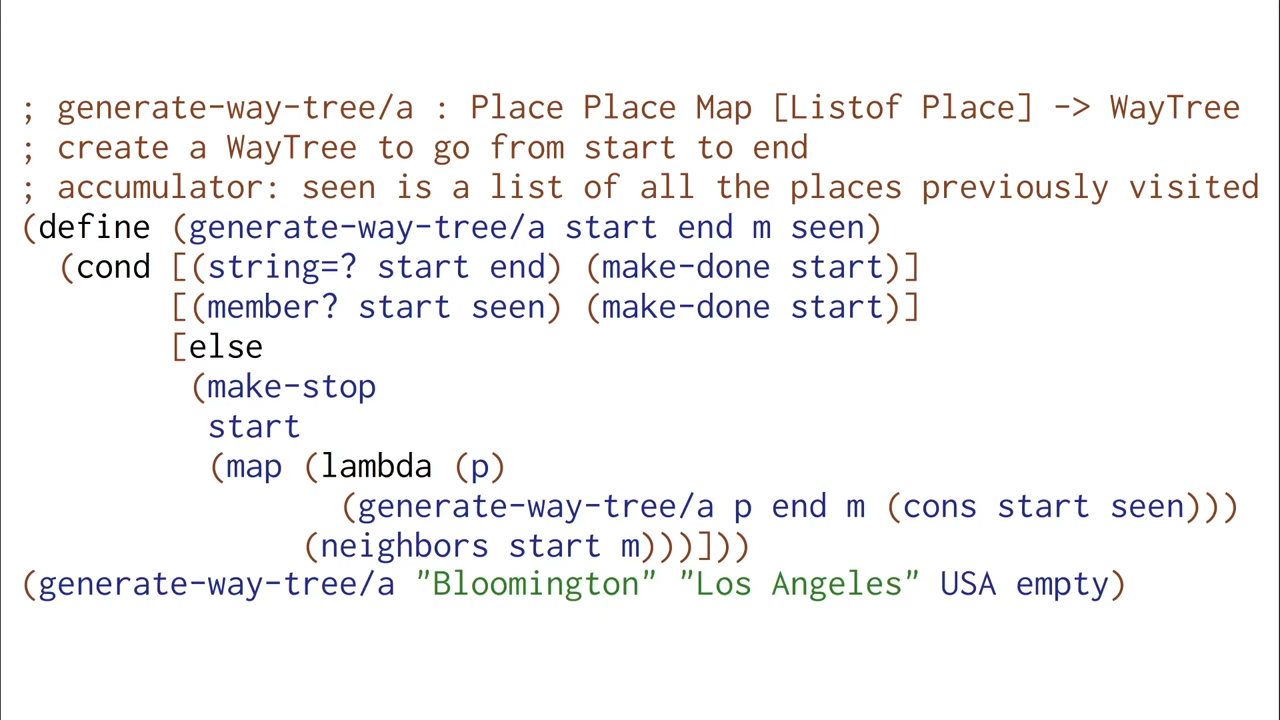 ; generate-way-tree/a : Place Place Map [Listof Place] -> WayTree
; create a WayTree to go from start to end
; accumulator: seen is a list of all the places previously visited
(define (generate-way-tree/a start end m seen)
  (cond [(string=? start end) (make-done start)]
        [(member? start seen) (make-done start)]
        [else
         (make-stop
          start
          (map (lambda (p)
                 (generate-way-tree/a p end m (cons start seen)))
               (neighbors start m)))]))
(generate-way-tree/a "Bloomington" "Los Angeles" USA empty)